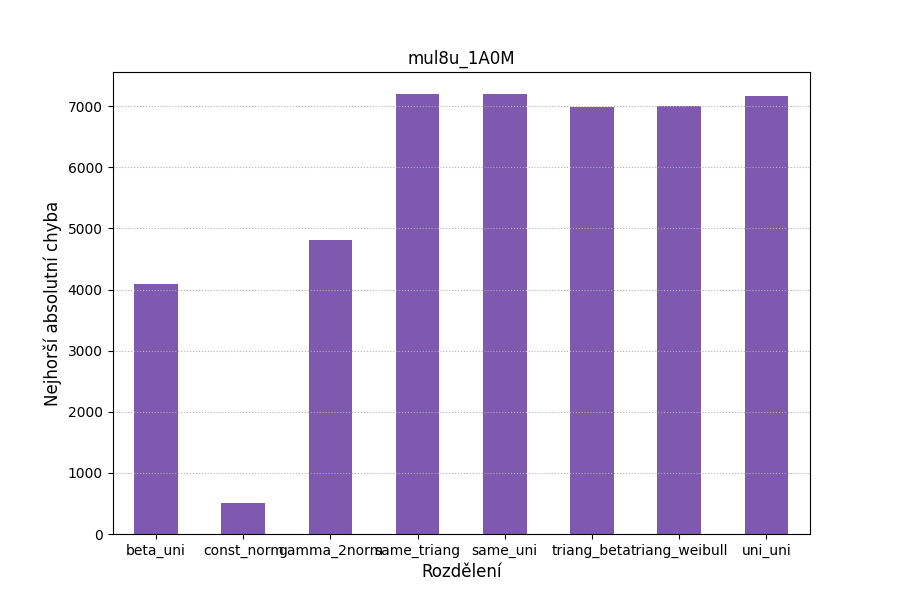 mul8u_1A0M
Nejhorší absolutní chyba
7000
6000
5000
4000
3000
2000
1000
0
beta_uni const_norm gamma_2norm same_triang same_uni triang_beta triang_weibull uni_uni
Rozdělení